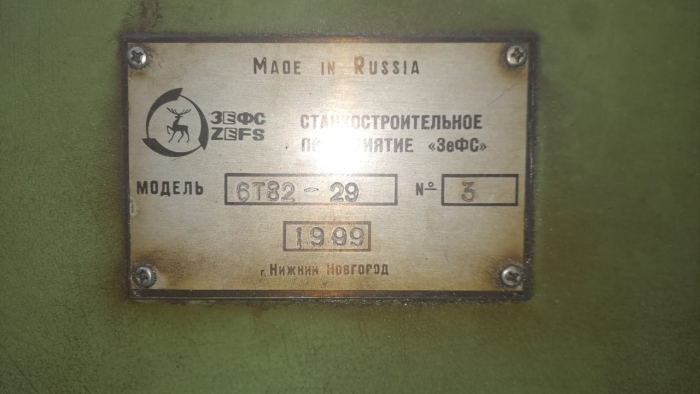 MADE IN RUSSIA
ЗЕФС
ZEFS
СТАНКОСТРОИТЕЛЬНОЕ
ПРЕДПРИЯТИЕ «ЗеФС»
МОДЕЛЬ 6Т82-29 № 3
1999
г. НИЖНИЙ НОВГОРОД